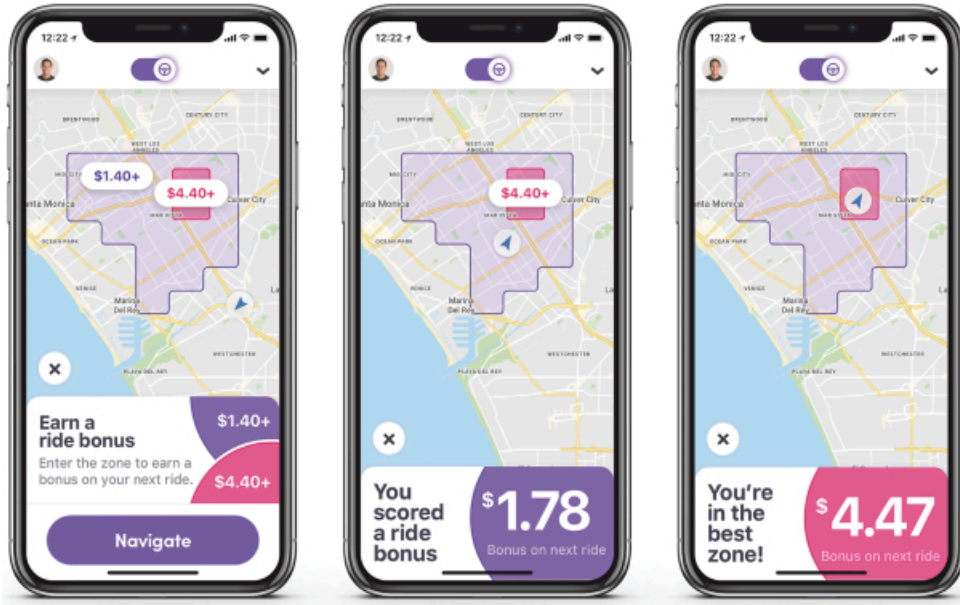 12:22
BRENTWOOD
CENTURY CITY
WEST LOS
ANGELES
MID CITY
$1.40+
$4.40+
nta Monica
Culver City
MAR VISTA
OCEAN PARK
VENICE
La
Marina
Del Rey
WESTCHESTER
PLAYA DEL REY
Earn a
ride bonus
Enter the zone to earn a
bonus on your next ride.
$1.40+
$4.40+
Navigate
12:22
BRENTWOOD
CENTURY CITY
WEST LOS
ANGELES
MID CITY
$4.40+
nta Monica
Culver City
MAR VISTA
OCEAN PARK
VENICE
La
Marina
Del Rey
WESTCHESTER
PLAYA DEL REY
You
scored
a ride
bonus
$1.78
Bonus on next ride
12:22
BRENTWOOD
CENTURY CITY
WEST LOS
ANGELES
MID CITY
nta Monica
Culver City
MAR VISTA
OCEAN PARK
VENICE
La
Marina
Del Rey
WESTCHESTER
PLAYA DEL REY
You're
in the
best
zone!
$4.47
Bonus on next ride